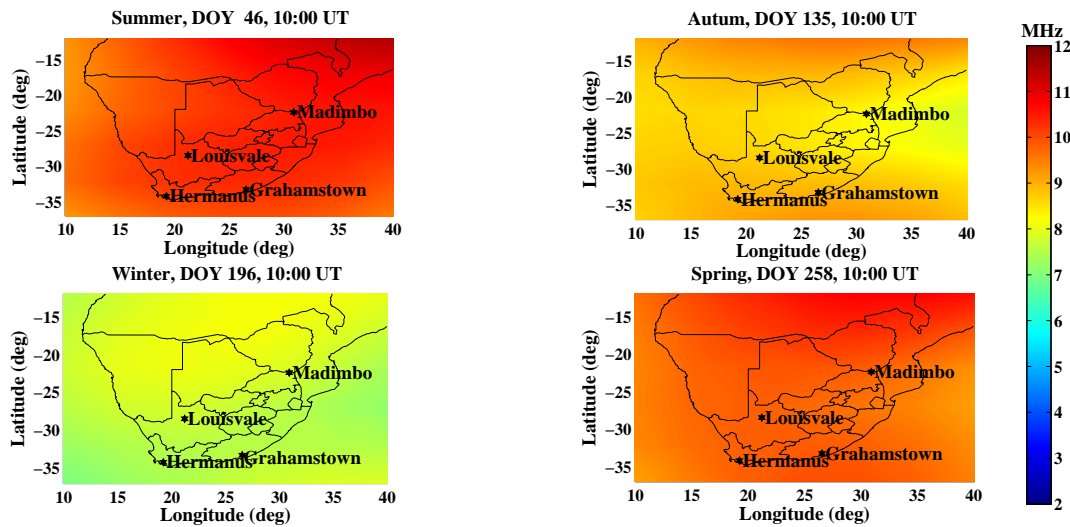 Summer, DOY  46, 10:00 UT
Latitude (deg)
−15
−20
−25
−30
−35
Madimbo
Louisvale
Hermanus
Grahamstown
10 15 20 25 30 35 40
Longitude (deg)
Autum, DOY 135, 10:00 UT
Latitude (deg)
−15
−20
−25
−30
−35
Madimbo
Louisvale
Hermanus
Grahamstown
10 15 20 25 30 35 40
Longitude (deg)
Winter, DOY 196, 10:00 UT
Latitude (deg)
−15
−20
−25
−30
−35
Madimbo
Louisvale
Hermanus
Grahamstown
10 15 20 25 30 35 40
Longitude (deg)
Spring, DOY 258, 10:00 UT
Latitude (deg)
−15
−20
−25
−30
−35
Madimbo
Louisvale
Hermanus
Grahamstown
10 15 20 25 30 35 40
Longitude (deg)
MHz
12
11
10
9
8
7
6
5
4
3
2